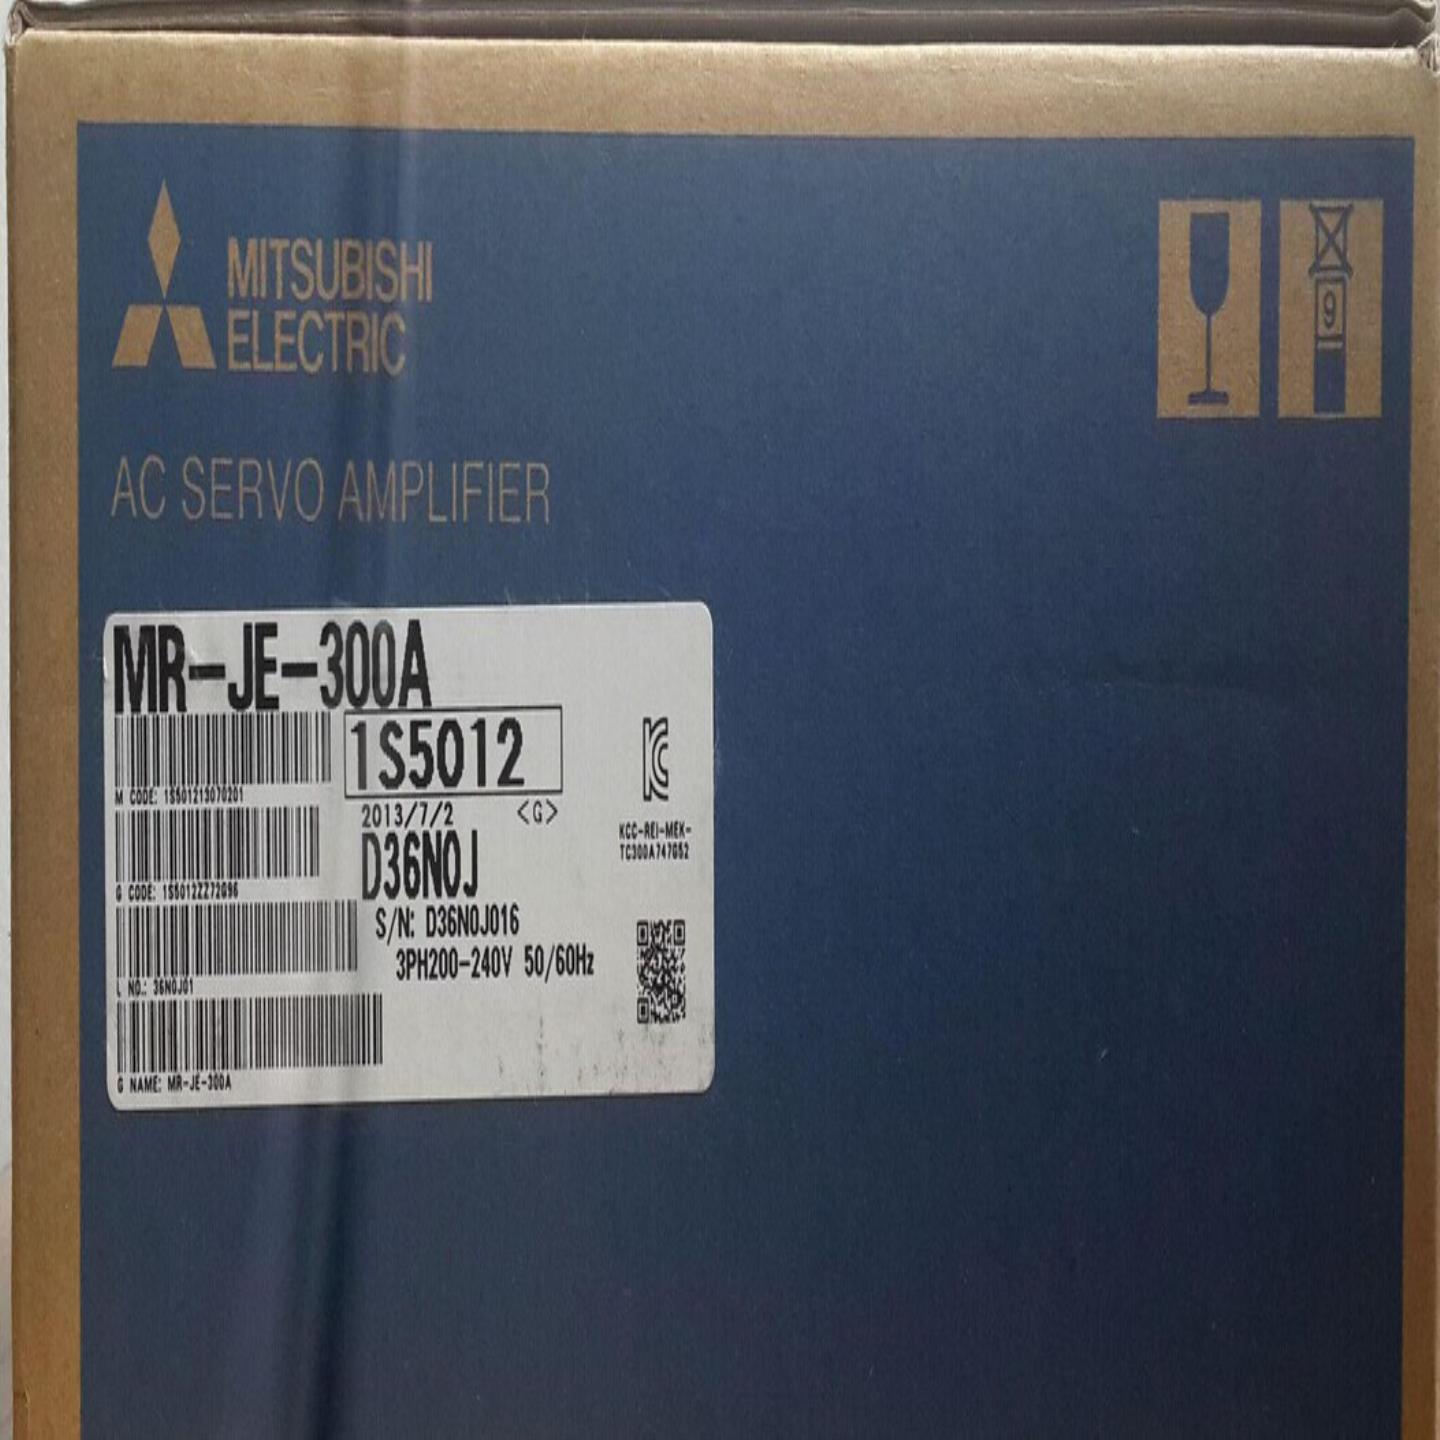 MITSUBISHI
ELECTRIC
9
AC SERVO AMPLIFIER
MR-JE-300A
1S5012
M CODE: 1S501213070201
2013/7/2 <G>
KCC-REI-MEK-
TC300A747G52
D36N0J
G CODE: 1S5012ZZ72G96
S/N: D36N0J016
3PH200-240V 50/60Hz
L NO.: 36N0J01
G NAME: MR-JE-300A